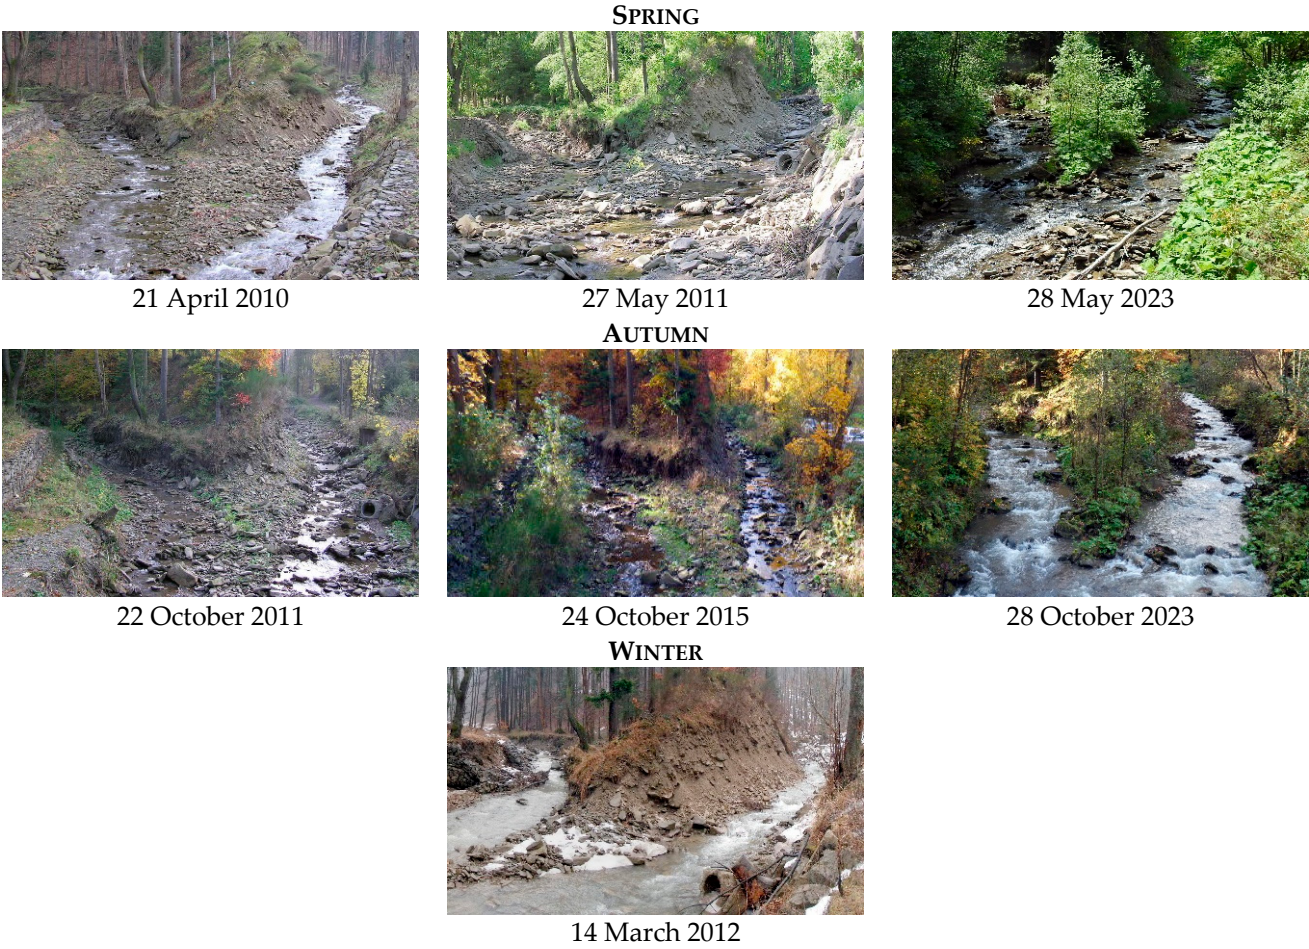 SPRING
21 April 2010
27 May 2011
28 May 2023
AUTUMN
22 October 2011
24 October 2015
28 October 2023
WINTER
14 March 2012